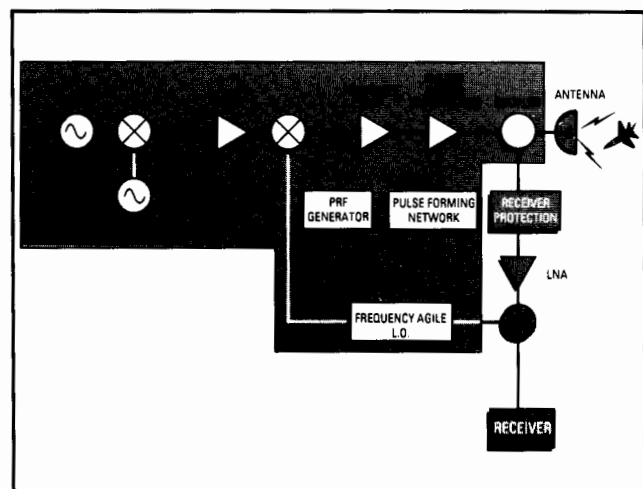 ANTENNA
PRF
GENERATOR
PULSE FORMING
NETWORK
RECEIVER
PROTECTION
LNA
FREQUENCY AGILE
L.O.
RECEIVER